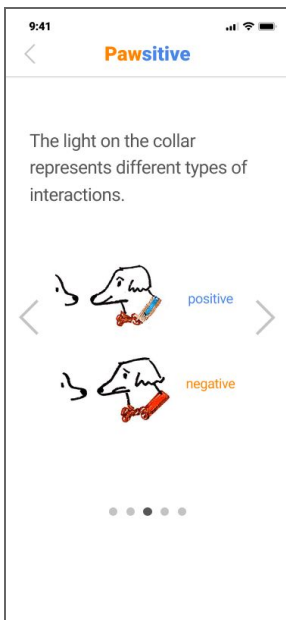 9:41
Pawsitive
The light on the collar
represents different types of
interactions.
positive
negative